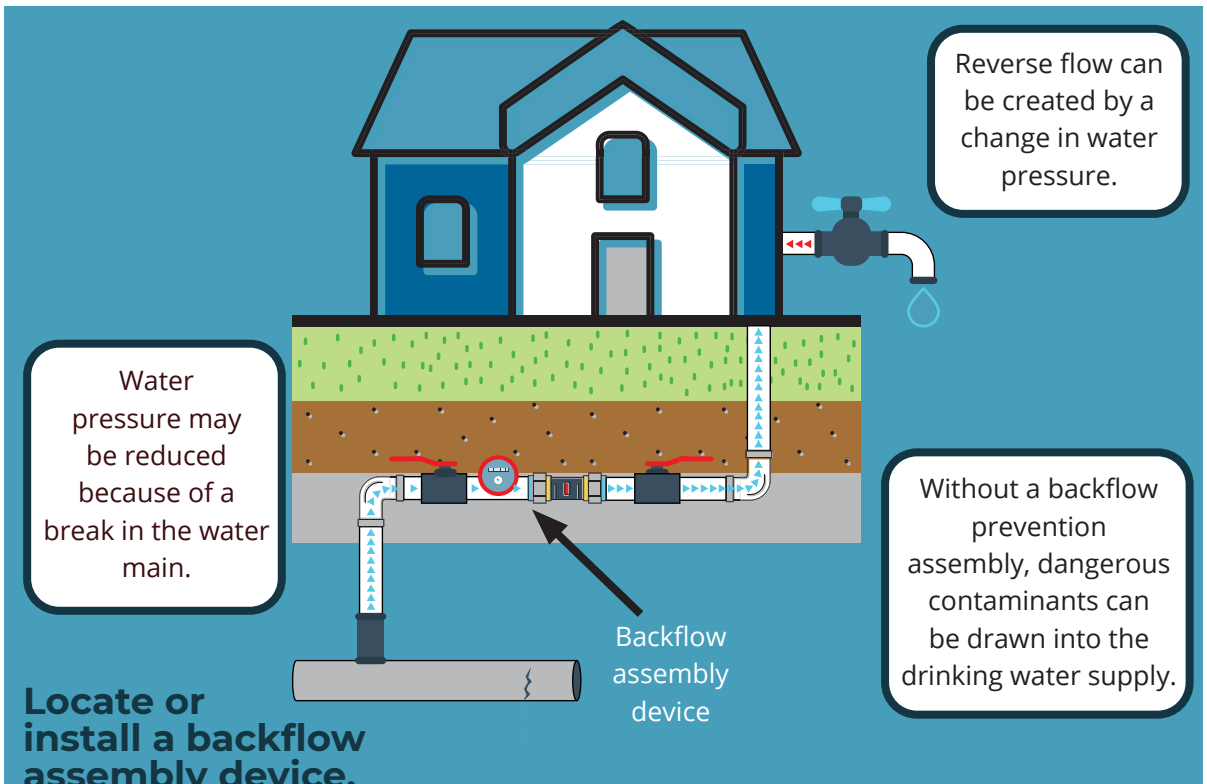 Reverse flow can
be created by a
change in water
pressure.
Water
pressure may
be reduced
because of a
break in the water
main.
Without a backflow
prevention
assembly, dangerous
contaminants can
be drawn into the
drinking water supply.
Backflow
assembly
device
Locate or
install a backflow
assembly device.